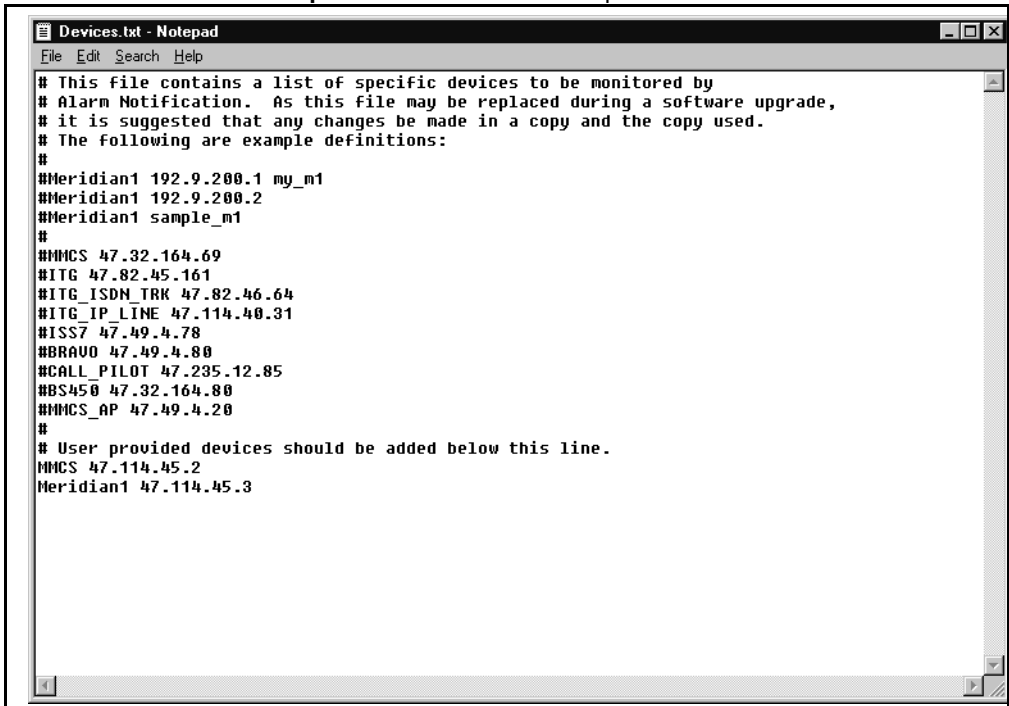 Devices.txt - Notepad
File Edit Search Help
# This file contains a list of specific devices to be monitored by
# Alarm Notification.  As this file may be replaced during a software upgrade,
# it is suggested that any changes be made in a copy and the copy used.
# The following are example definitions:
#
#Meridian1 192.9.200.1 my_m1
#Meridian1 192.9.200.2
#Meridian1 sample_m1
#
#MMCS 47.32.164.69
#ITG 47.82.45.161
#ITG_ISDN_TRK 47.82.46.64
#ITG_IP_LINE 47.114.40.31
#ISS7 47.49.4.78
#BRAVO 47.49.4.80
#CALL_PILOT 47.235.12.85
#BS450 47.32.164.80
#MMCS_AP 47.49.4.20
#
# User provided devices should be added below this line.
MMCS 47.114.45.2
Meridian1 47.114.45.3